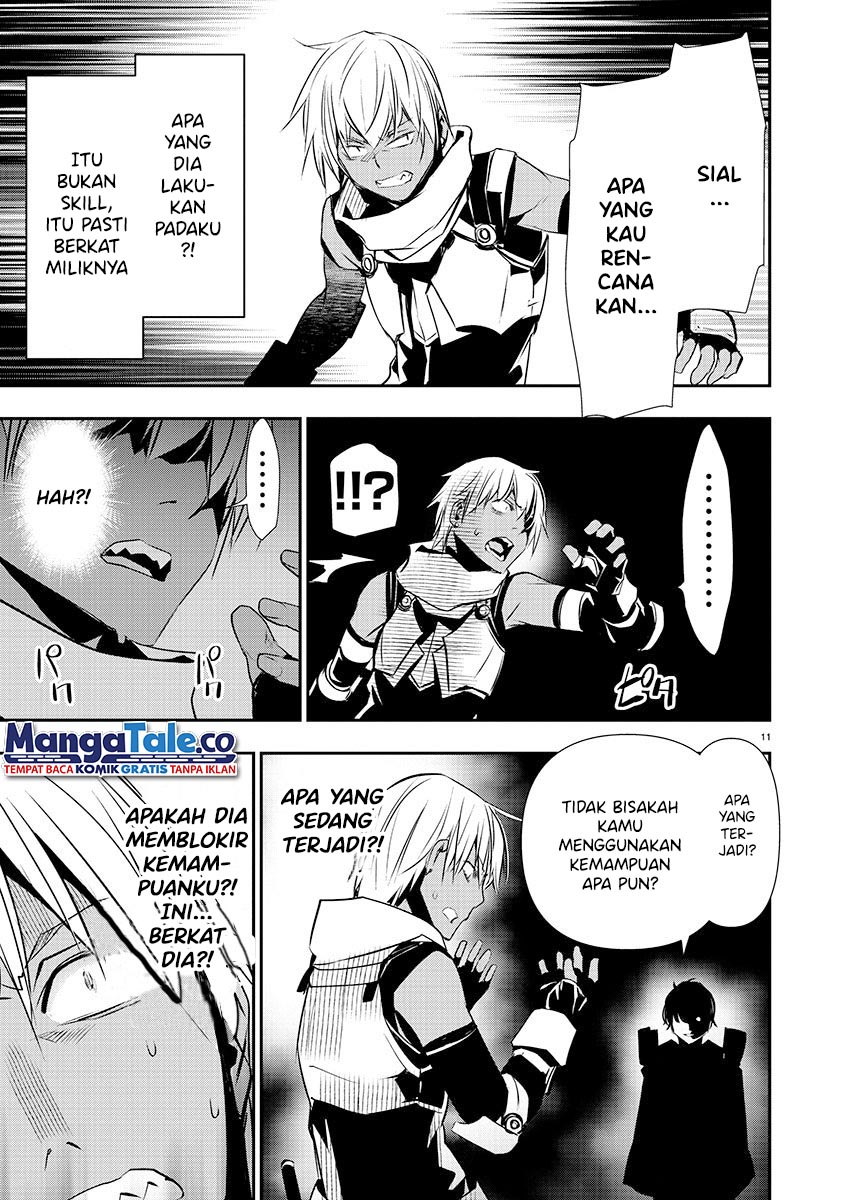 SIAL
...
APA
YANG
KAU
REN-
CANA
KAN...
APA
YANG
DIA
LAKU-
KAN
PADAKU
?!
ITU
BUKAN
SKILL,
ITU PASTI
BERKAT
MILIKNYA
........
!!?
ピクッ
.....
HAH?!
パク
パク
11
APA
YANG
TER-
JADI?
TIDAK BISAKAH
KAMU
MENGGUNAKAN
KEMAMPUAN
APA PUN?
APA YANG
SEDANG
TERJADI?!
APAKAH DIA
MEMBLOKIR
KEMAM-
PUANKU?!
INI...
BERKAT
DIA?!
MangaTale.co
TEMPAT BACA KOMIK GRATIS TANPA IKLAN